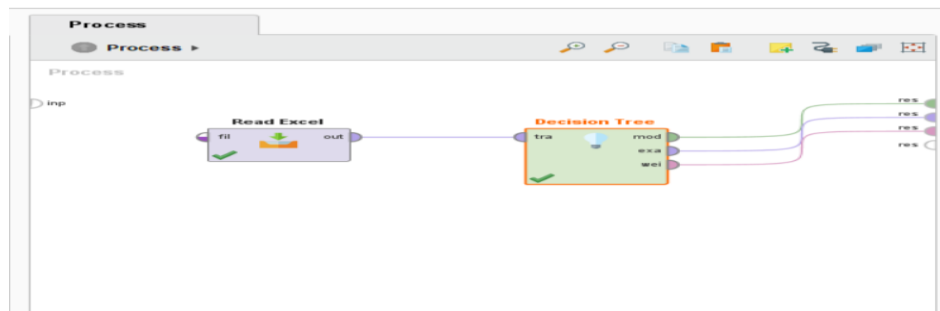 Process
Process
Process
inp
res
res
res
res
Read Excel
fil
out
Decision Tree
tra
mod
exa
wei